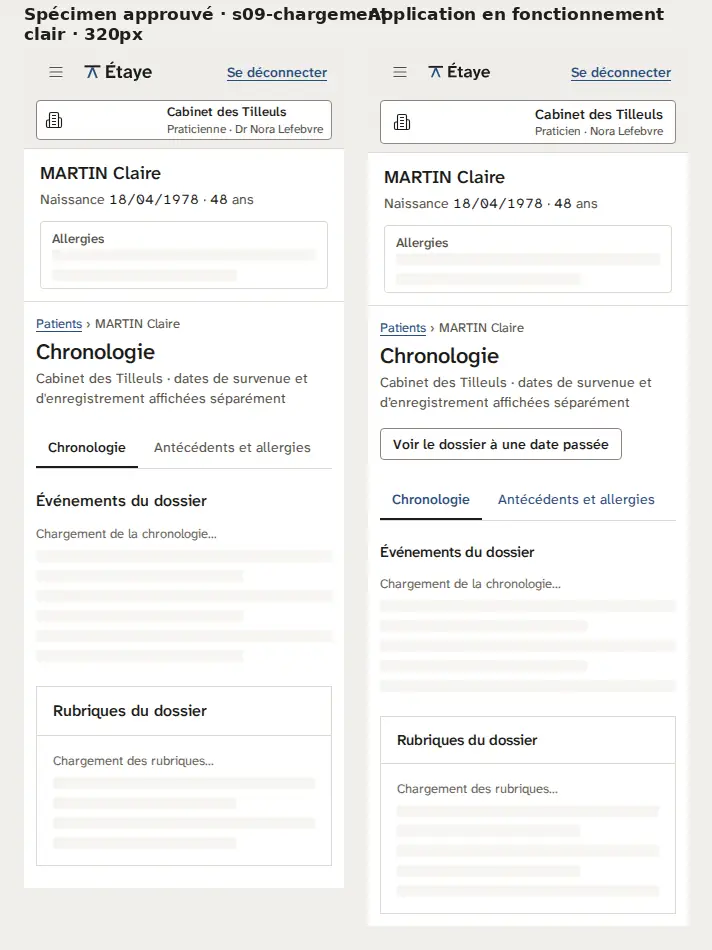 Spécimen approuvé · s09-chargement
clair · 320px
Étaye
Se déconnecter
Cabinet des Tilleuls
Praticienne · Dr Nora Lefebvre
MARTIN Claire
Naissance 18/04/1978 · 48 ans
Allergies
Patients › MARTIN Claire
Chronologie
Cabinet des Tilleuls · dates de survenue et
d'enregistrement affichées séparément
Chronologie
Antécédents et allergies
Événements du dossier
Chargement de la chronologie…
Rubriques du dossier
Chargement des rubriques…
Application en fonctionnement
Étaye
Se déconnecter
Cabinet des Tilleuls
Praticien · Nora Lefebvre
MARTIN Claire
Naissance 18/04/1978 · 48 ans
Allergies
Patients › MARTIN Claire
Chronologie
Cabinet des Tilleuls · dates de survenue et
d'enregistrement affichées séparément
Voir le dossier à une date passée
Chronologie
Antécédents et allergies
Événements du dossier
Chargement de la chronologie…
Rubriques du dossier
Chargement des rubriques…